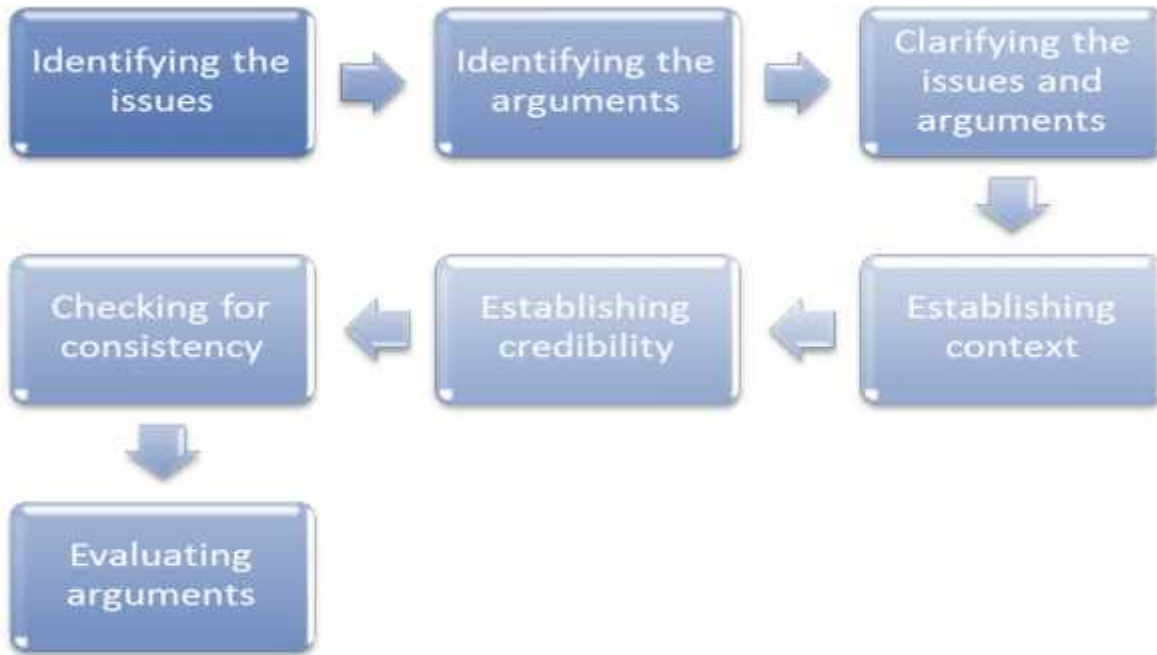 Identifying the
issues
Identifying the
arguments
Clarifying the
issues and
arguments
Establishing
context
Establishing
credibility
Checking for
consistency
Evaluating
arguments